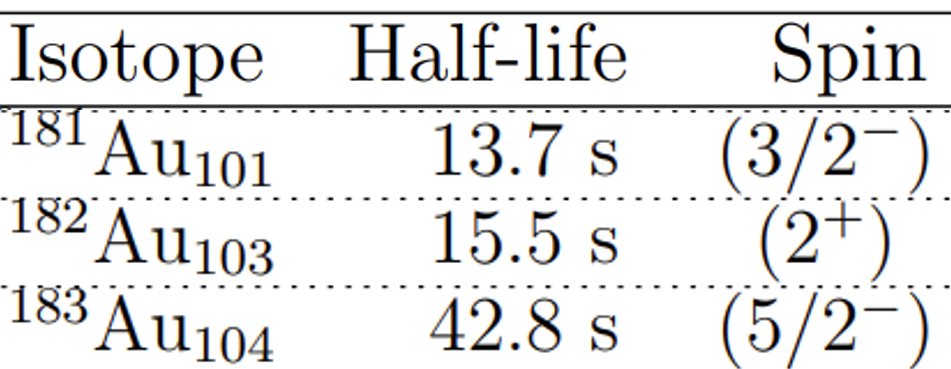 Isotope Half-life Spin
¹⁸¹Au₁₀₁ 13.7 s (3/2⁻)
¹⁸²Au₁₀₃ 15.5 s (2⁺)
¹⁸³Au₁₀₄ 42.8 s (5/2⁻)